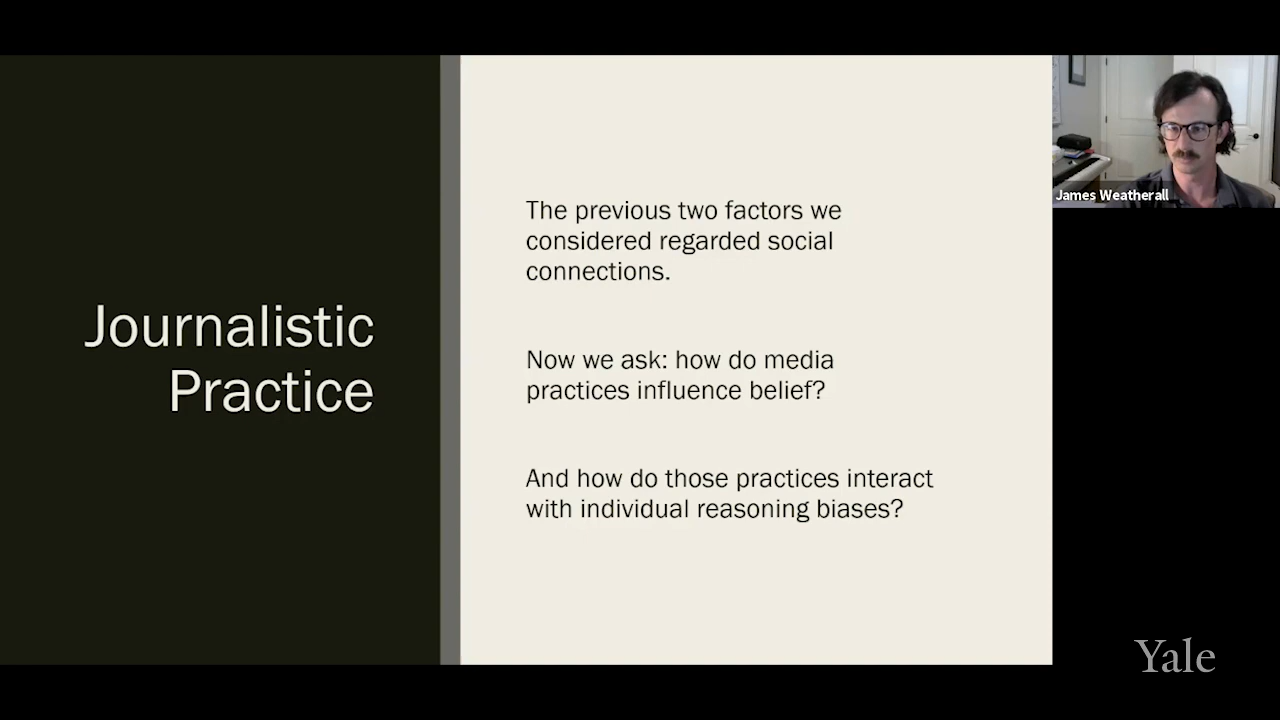 Journalistic
Practice
The previous two factors we
considered regarded social
connections.
Now we ask: how do media
practices influence belief?
And how do those practices interact
with individual reasoning biases?
James Weatherall
Yale